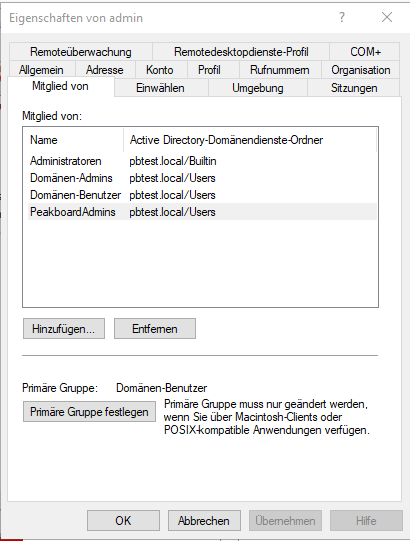 Eigenschaften von admin
? ×
Remoteüberwachung Remotedesktopdienste-Profil COM+
Allgemein Adresse Konto Profil Rufnummern Organisation
Mitglied von Einwählen Umgebung Sitzungen
Mitglied von:
Name Active Directory-Domänendienste-Ordner
Administratoren pbtest.local/Builtin
Domänen-Admins pbtest.local/Users
Domänen-Benutzer pbtest.local/Users
PeakboardAdmins pbtest.local/Users
Hinzufügen... Entfernen
Primäre Gruppe: Domänen-Benutzer
Primäre Gruppe festlegen
Primäre Gruppe muss nur geändert werden,
wenn Sie über Macintosh-Clients oder
POSIX-kompatible Anwendungen verfügen.
OK Abbrechen Übernehmen Hilfe